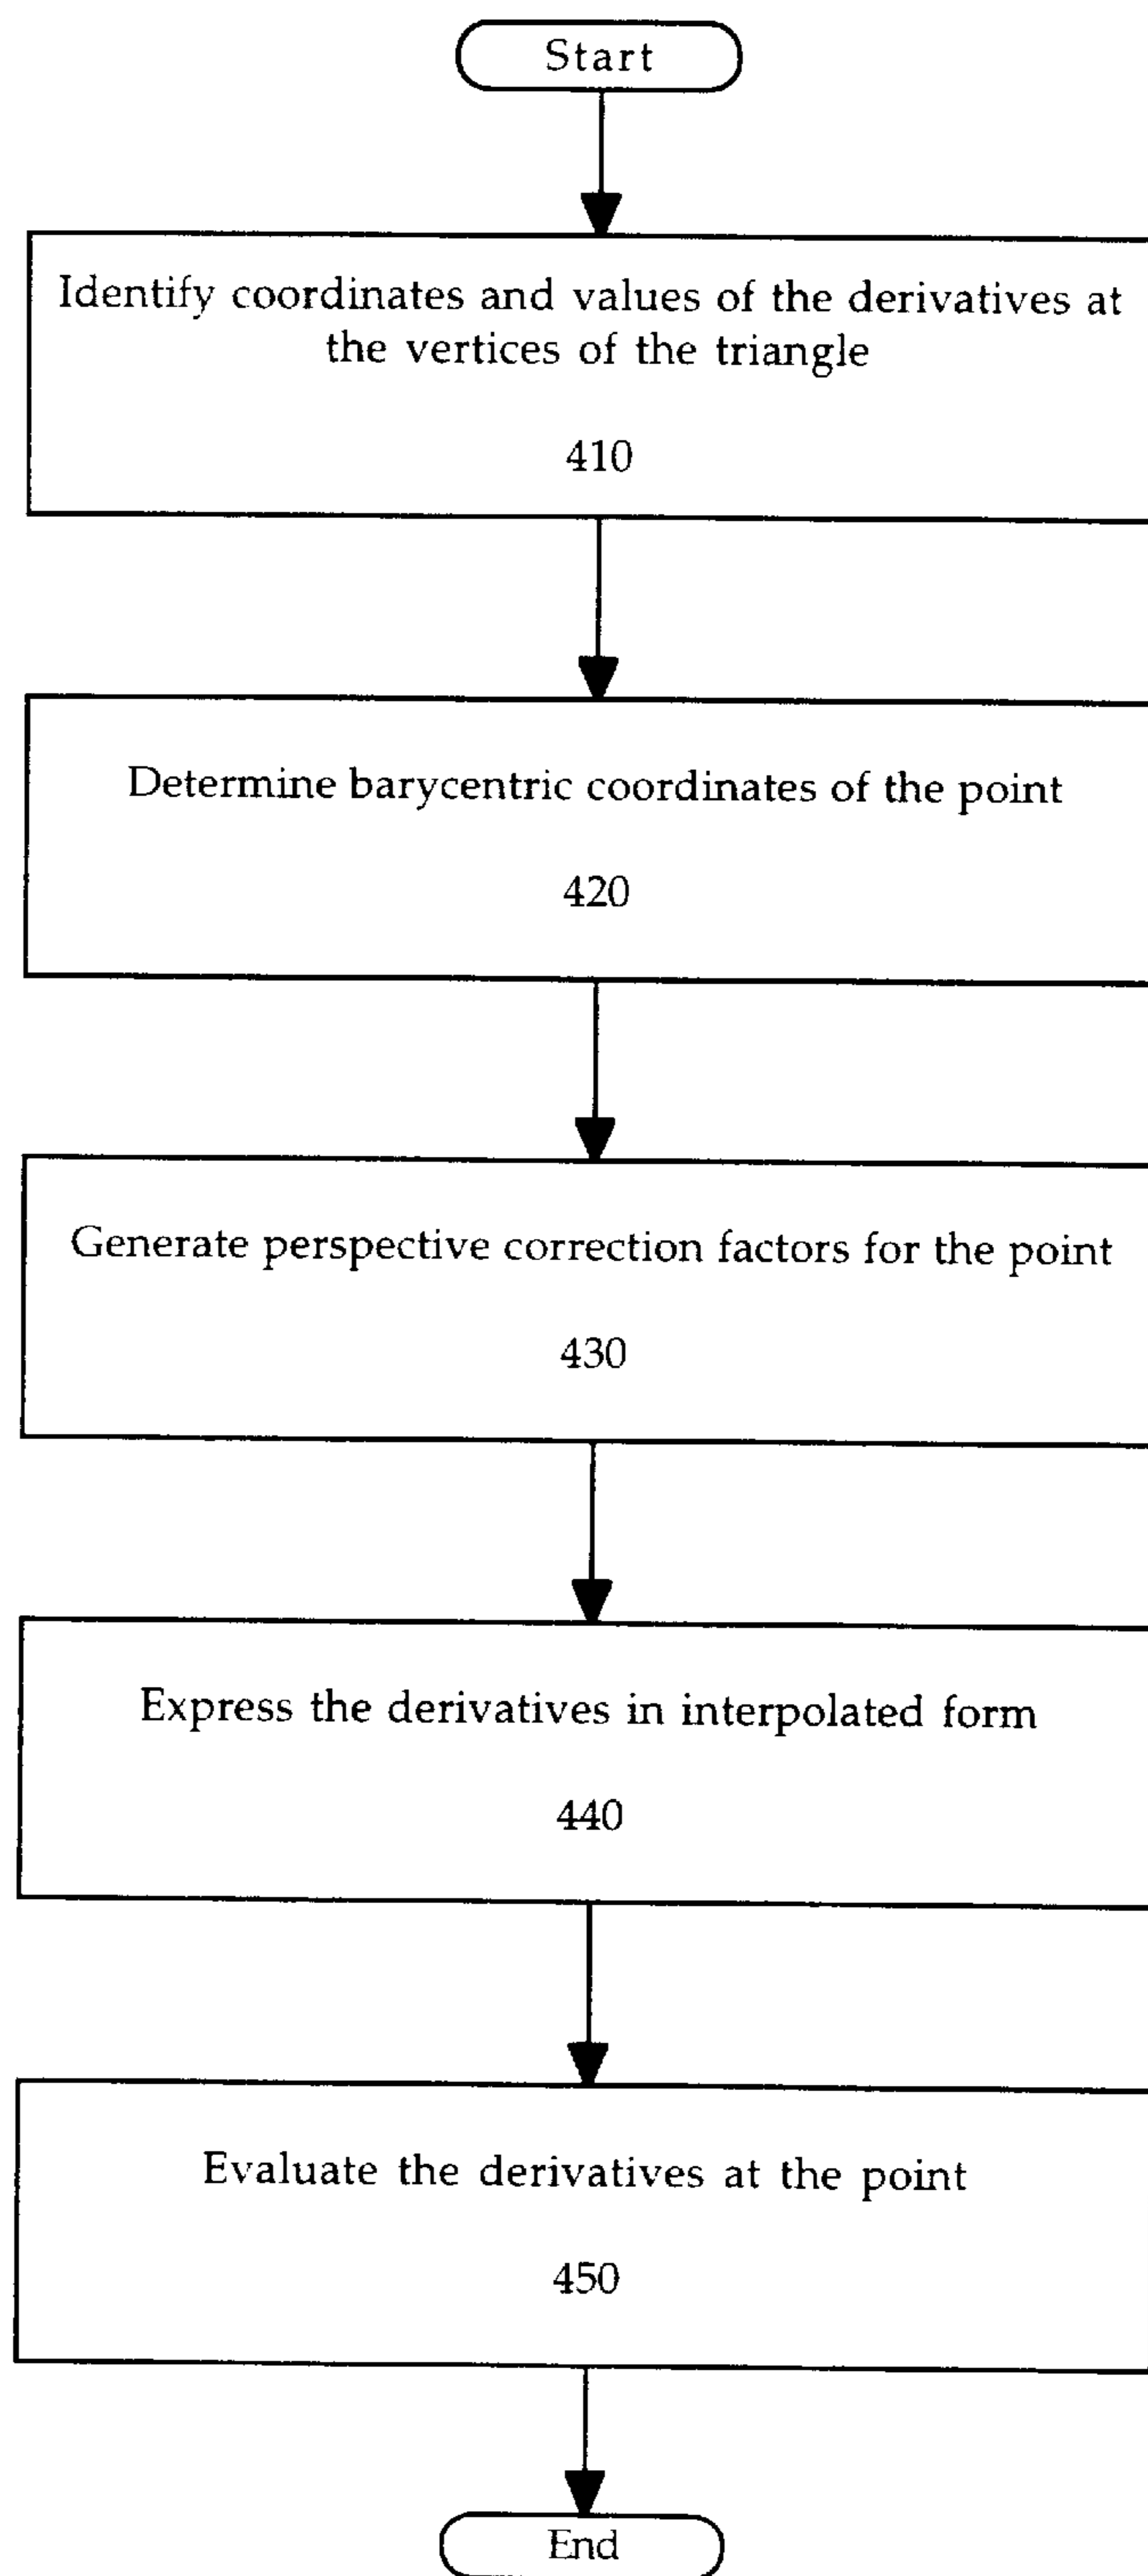 Start
Identify coordinates and values of the derivatives at
the vertices of the triangle
410
Determine barycentric coordinates of the point
420
Generate perspective correction factors for the point
430
Express the derivatives in interpolated form
440
Evaluate the derivatives at the point
450
End